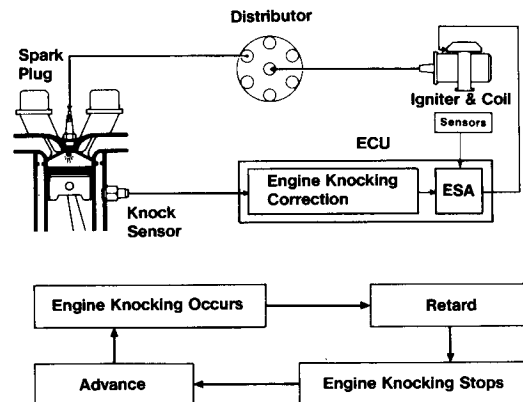 Distributor
Spark
Plug
Igniter & Coil
Sensors
ECU
Engine Knocking
Correction
ESA
Knock
Sensor
Engine Knocking Occurs
Retard
Advance
Engine Knocking Stops